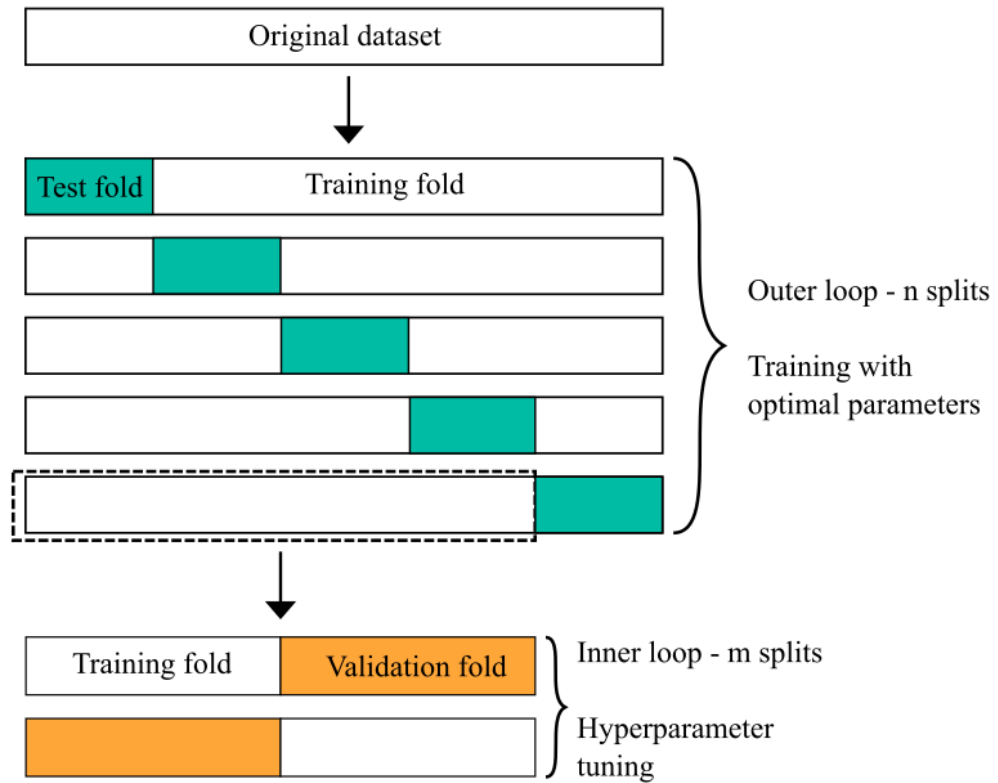 Original dataset
Test fold
Training fold
Outer loop - n splits
Training with
optimal parameters
Training fold
Validation fold
Inner loop - m splits
Hyperparameter
tuning